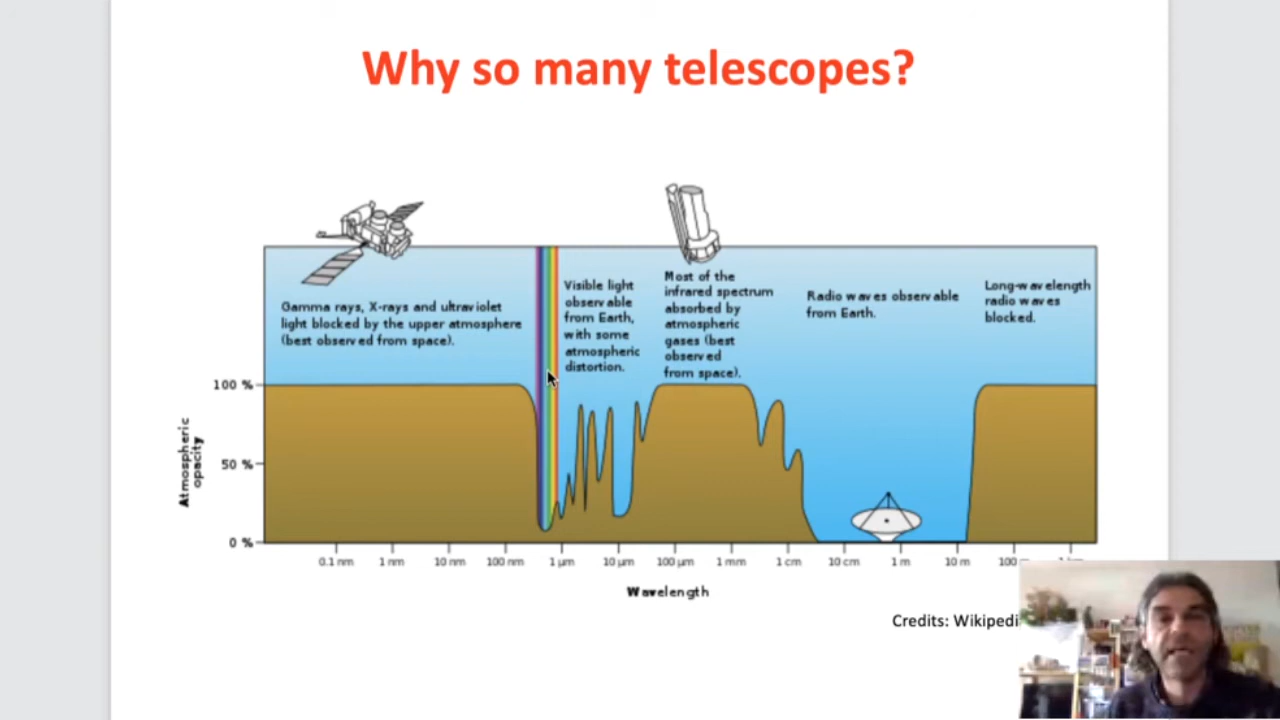 Why so many telescopes?
Gamma rays, X-rays and ultraviolet
light blocked by the upper atmosphere
(best observed from space).
Visible light
observable
from Earth,
with some
atmospheric
distortion.
Most of the
infrared spectrum
absorbed by
atmospheric
gases (best
observed
from space).
Radio waves observable
from Earth.
Long-wavelength
radio waves
blocked.
Atmospheric
opacity
100 %
50 %
0 %
0.1 nm 1 nm 10 nm 100 nm 1 μm 10 μm 100 μm 1 mm 1 cm 10 cm 1 m 10 m
Wavelength
Credits: Wikipedi